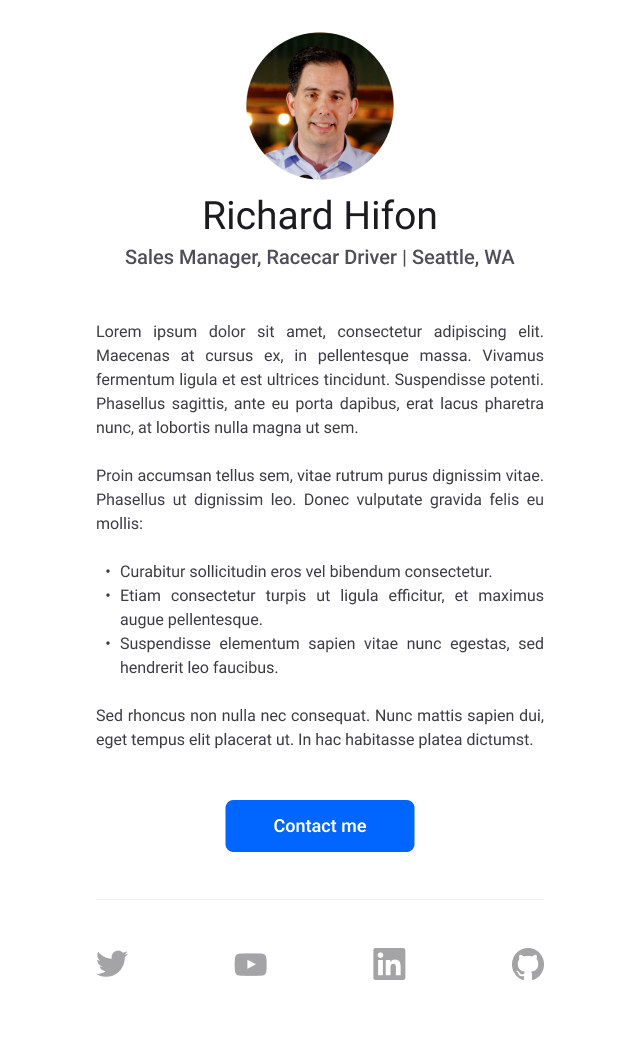 Richard Hifon
Sales Manager, Racecar Driver | Seattle, WA
Lorem ipsum dolor sit amet, consectetur adipiscing elit.
Maecenas at cursus ex, in pellentesque massa. Vivamus
fermentum ligula et est ultrices tincidunt. Suspendisse potenti.
Phasellus sagittis, ante eu porta dapibus, erat lacus pharetra
nunc, at lobortis nulla magna ut sem.
Proin accumsan tellus sem, vitae rutrum purus dignissim vitae.
Phasellus ut dignissim leo. Donec vulputate gravida felis eu
mollis:
• Curabitur sollicitudin eros vel bibendum consectetur.
• Etiam consectetur turpis ut ligula efficitur, et maximus
augue pellentesque.
• Suspendisse elementum sapien vitae nunc egestas, sed
hendrerit leo faucibus.
Sed rhoncus non nulla nec consequat. Nunc mattis sapien dui,
eget tempus elit placerat ut. In hac habitasse platea dictumst.
Contact me
in